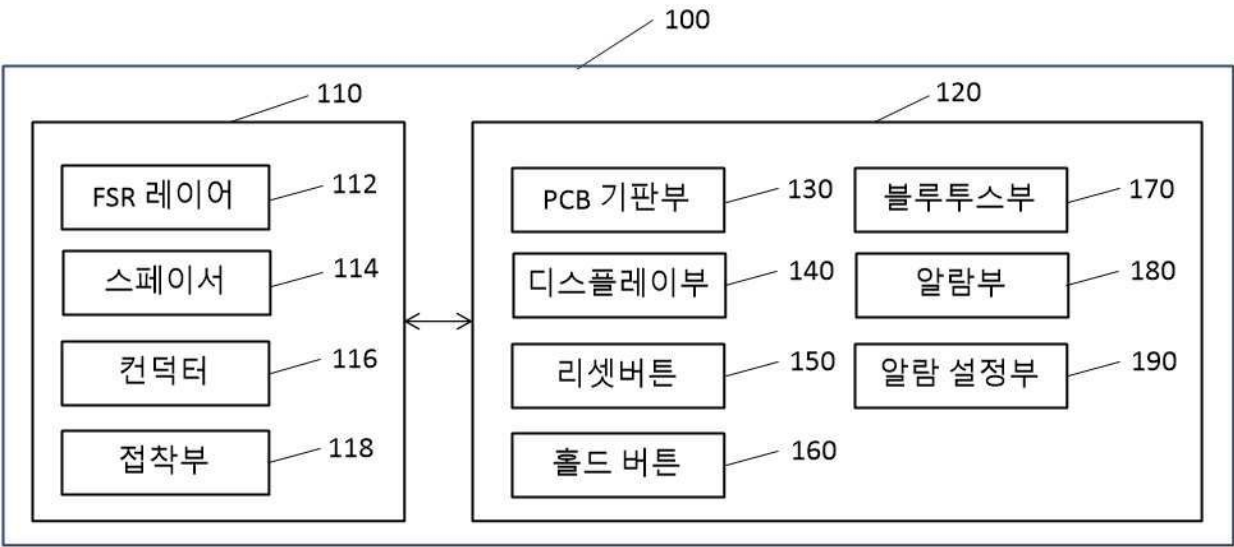 100
110
120
FSR 레이어
112
스페이서
114
컨덕터
116
접착부
118
PCB 기판부
130
디스플레이부
140
리셋버튼
150
홀드 버튼
160
블루투스부
170
알람부
180
알람 설정부
190